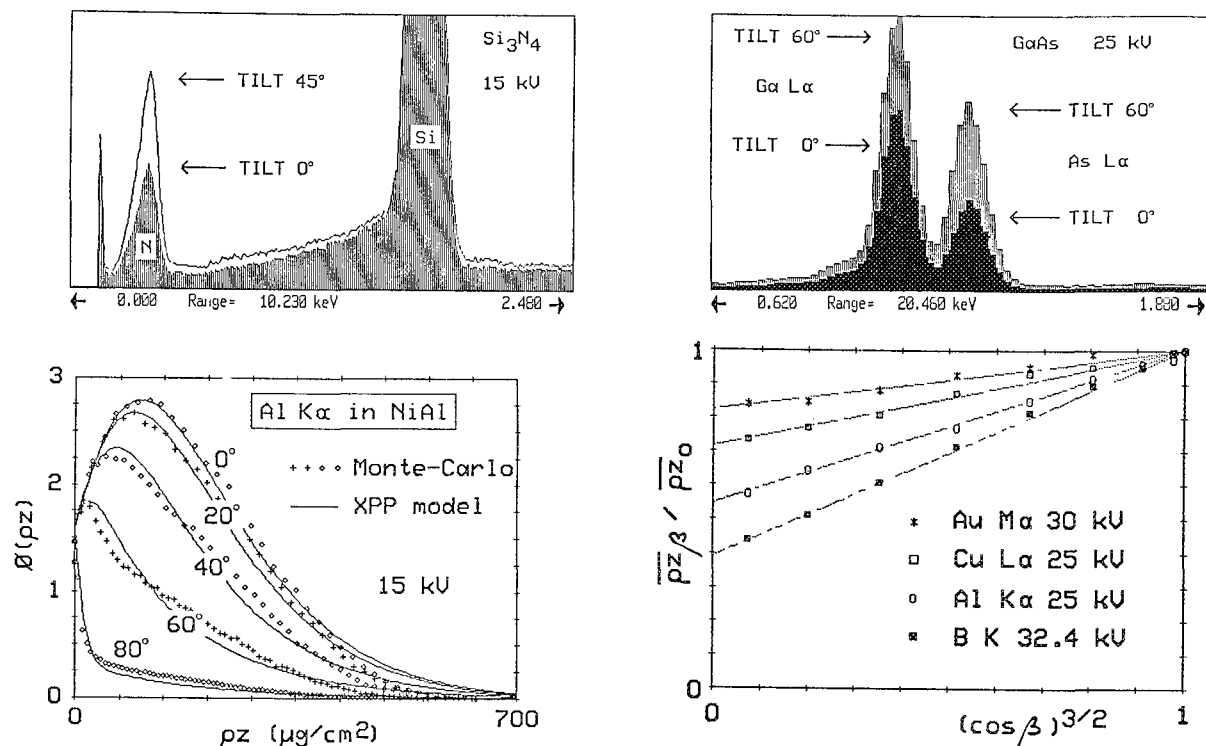 Si3N4
15 kV
TILT 45°
TILT 0°
Si
N
0.000 Range= 10.230 keV 2.480
TILT 60°
GaAs 25 kV
Ga Lα
TILT 60°
TILT 0°
As Lα
TILT 0°
0.620 Range= 20.460 keV 1.880
3
2
1
0
Ø(ρz)
Al Kα in NiAl
Monte-Carlo
XPP model
0°
20°
40°
60°
80°
15 kV
0 700
ρz (μg/cm2)
1
0
ρz β / ρz 0
Au Mα 30 kV
Cu Lα 25 kV
Al Kα 25 kV
B K 32.4 kV
0 1
(cosβ)3/2